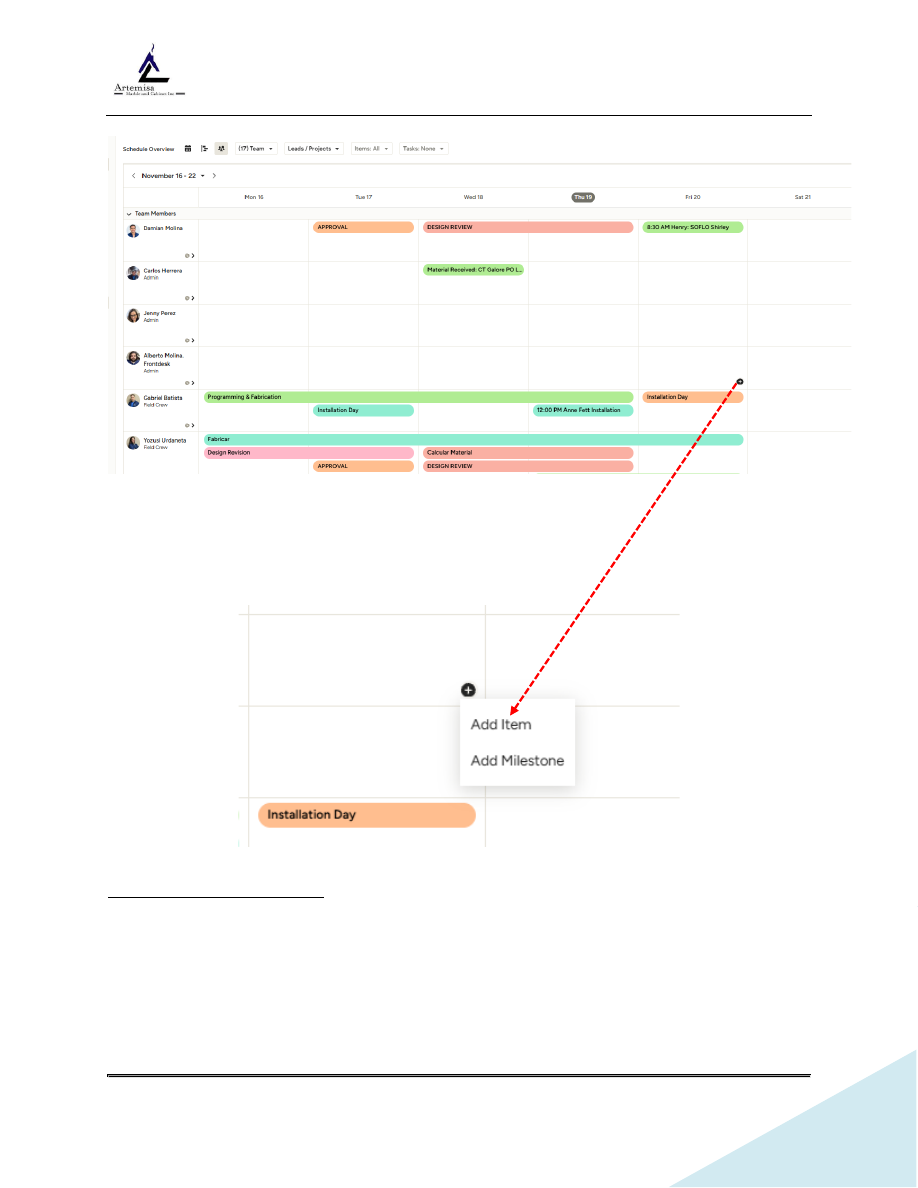 Artemisa
Marble and Cabinet Inc
Schedule Overview (17) Team Leads / Projects Items: All Tasks: None
November 16 - 22
Mon 16 Tue 17 Wed 18 Thu 19 Fri 20 Sat 21
Team Members
Damian Molina APPROVAL DESIGN REVIEW 8:30 AM Henry: SOFLO Shirley
Carlos Herrera Material Received: CT Galore PO L...
Admin
Jenny Perez
Admin
Alberto Molina.
Frontdesk
Admin
Gabriel Batista Programming & Fabrication Installation Day
Field Crew Installation Day 12:00 PM Anne Fett Installation
Yozusi Urdaneta Fabricar
Field Crew Design Revision Calcular Material
APPROVAL DESIGN REVIEW
Add Item
Add Milestone
Installation Day